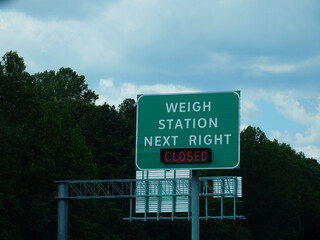 WEIGH
STATION
NEXT RIGHT
CLOSED